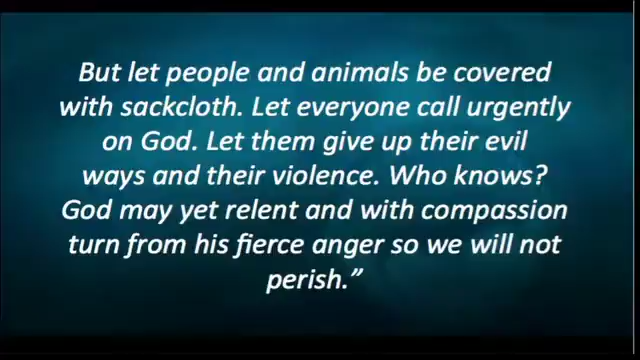 But let people and animals be covered
with sackcloth. Let everyone call urgently
on God. Let them give up their evil
ways and their violence. Who knows?
God may yet relent and with compassion
turn from his fierce anger so we will not
perish.”